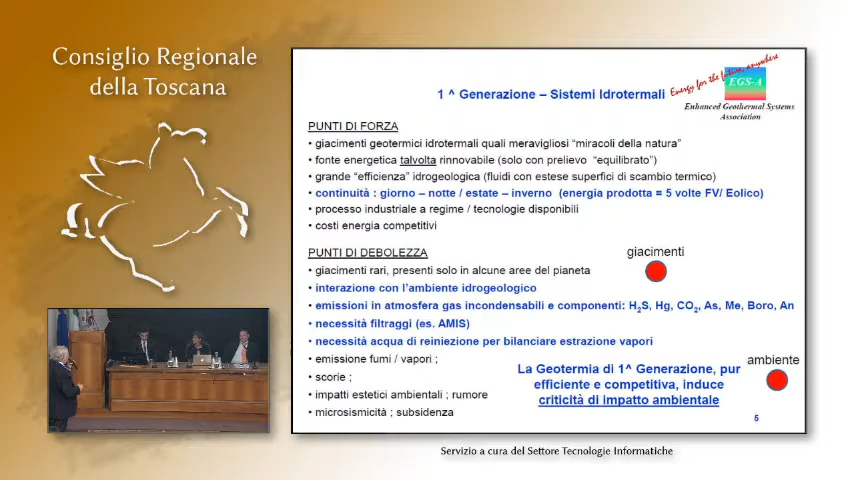 Consiglio Regionale
della Toscana
Energy for the future, anywhere
EGS-A
Enhanced Geothermal Systems
Association
1 ^ Generazione – Sistemi Idrotermali
PUNTI DI FORZA
• giacimenti geotermici idrotermali quali meravigliosi “miracoli della natura”
• fonte energetica talvolta rinnovabile (solo con prelievo “equilibrato”)
• grande “efficienza” idrogeologica (fluidi con estese superfici di scambio termico)
• continuità : giorno – notte / estate – inverno (energia prodotta = 5 volte FV/ Eolico)
• processo industriale a regime / tecnologie disponibili
• costi energia competitivi
PUNTI DI DEBOLEZZA
giacimenti
• giacimenti rari, presenti solo in alcune aree del pianeta
• interazione con l’ambiente idrogeologico
• emissioni in atmosfera gas incondensabili e componenti: H2S, Hg, CO2, As, Me, Boro, An
• necessità filtraggi (es. AMIS)
• necessità acqua di reiniezione per bilanciare estrazione vapori
• emissione fumi / vapori ;
• scorie ;
• impatti estetici ambientali ; rumore
• microsismicità ; subsidenza
ambiente
La Geotermia di 1^ Generazione, pur
efficiente e competitiva, induce
criticità di impatto ambientale
5
Servizio a cura del Settore Tecnologie Informatiche